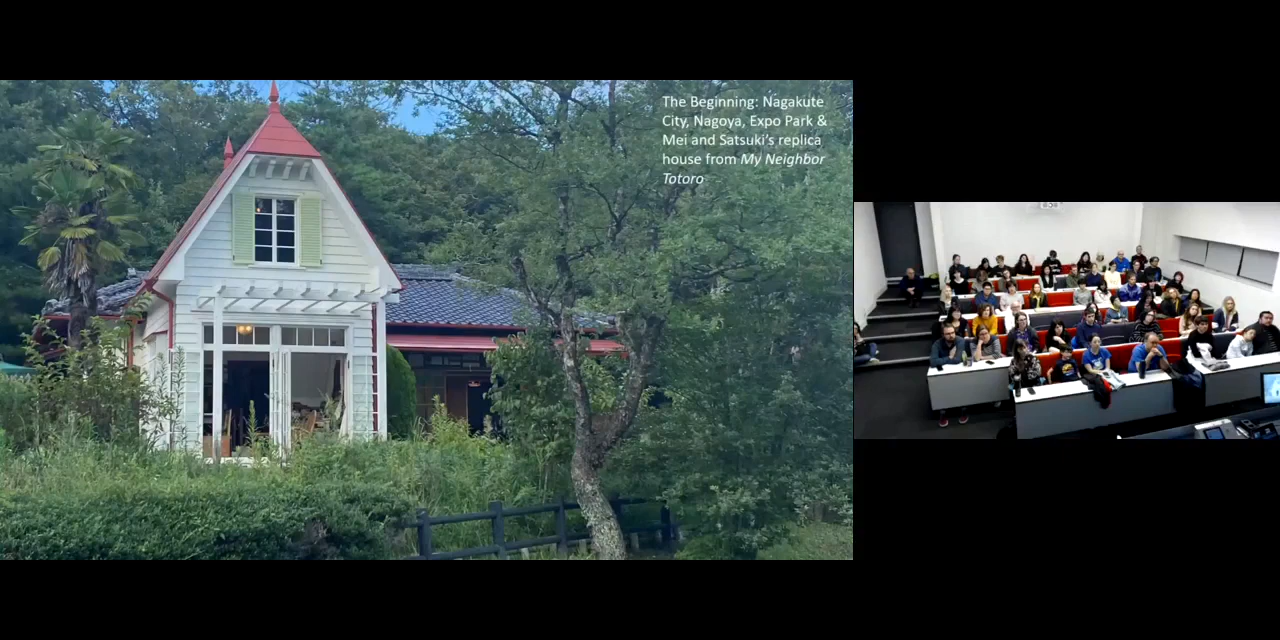 The Beginning: Nagakute
City, Nagoya, Expo Park &
Mei and Satsuki's replica
house from My Neighbor
Totoro